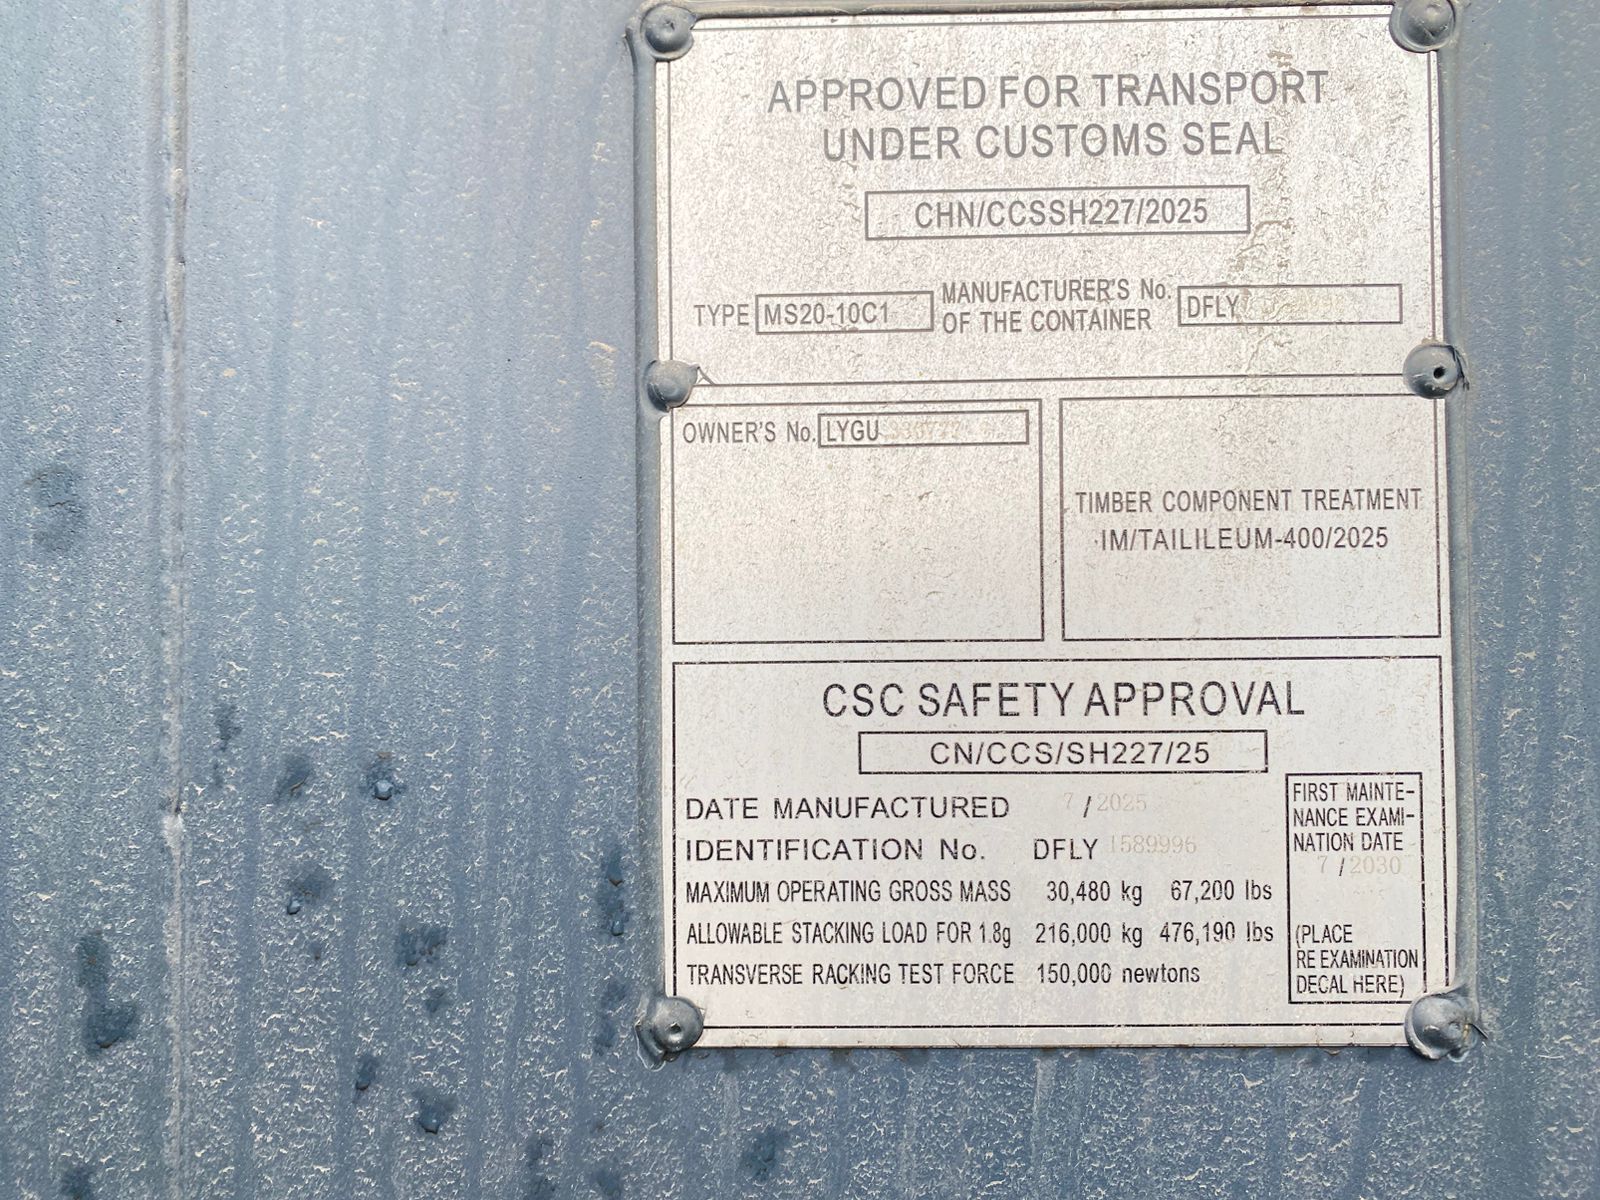 APPROVED FOR TRANSPORT
UNDER CUSTOMS SEAL
CHN/CCSSH227/2025
TYPE MS20-10C1
MANUFACTURER'S No.
OF THE CONTAINER
DFLY
OWNER'S No. LYGU
TIMBER COMPONENT TREATMENT
IM/TAILILEUM-400/2025
CSC SAFETY APPROVAL
CN/CCS/SH227/25
DATE MANUFACTURED 7 / 2025
IDENTIFICATION No. DFLY 1589996
MAXIMUM OPERATING GROSS MASS 30,480 kg 67,200 lbs
ALLOWABLE STACKING LOAD FOR 1.8g 216,000 kg 476,190 lbs
TRANSVERSE RACKING TEST FORCE 150,000 newtons
FIRST MAINTE-
NANCE EXAMI-
NATION DATE
7 / 2030
(PLACE
RE EXAMINATION
DECAL HERE)